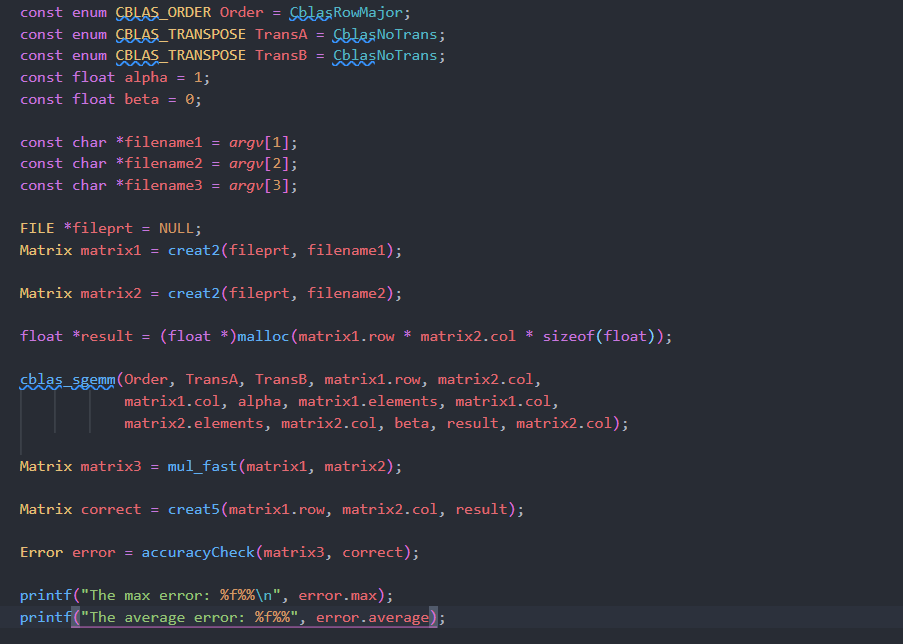 const enum CBLAS_ORDER Order = CblasRowMajor;
const enum CBLAS_TRANSPOSE TransA = CblasNoTrans;
const enum CBLAS_TRANSPOSE TransB = CblasNoTrans;
const float alpha = 1;
const float beta = 0;
const char *filename1 = argv[1];
const char *filename2 = argv[2];
const char *filename3 = argv[3];
FILE *fileprt = NULL;
Matrix matrix1 = creat2(fileprt, filename1);
Matrix matrix2 = creat2(fileprt, filename2);
float *result = (float *)malloc(matrix1.row * matrix2.col * sizeof(float));
cblas_sgemm(Order, TransA, TransB, matrix1.row, matrix2.col,
matrix1.col, alpha, matrix1.elements, matrix1.col,
matrix2.elements, matrix2.col, beta, result, matrix2.col);
Matrix matrix3 = mul_fast(matrix1, matrix2);
Matrix correct = creat5(matrix1.row, matrix2.col, result);
Error error = accuracyCheck(matrix3, correct);
printf("The max error: %f%%\n", error.max);
printf("The average error: %f%%", error.average);